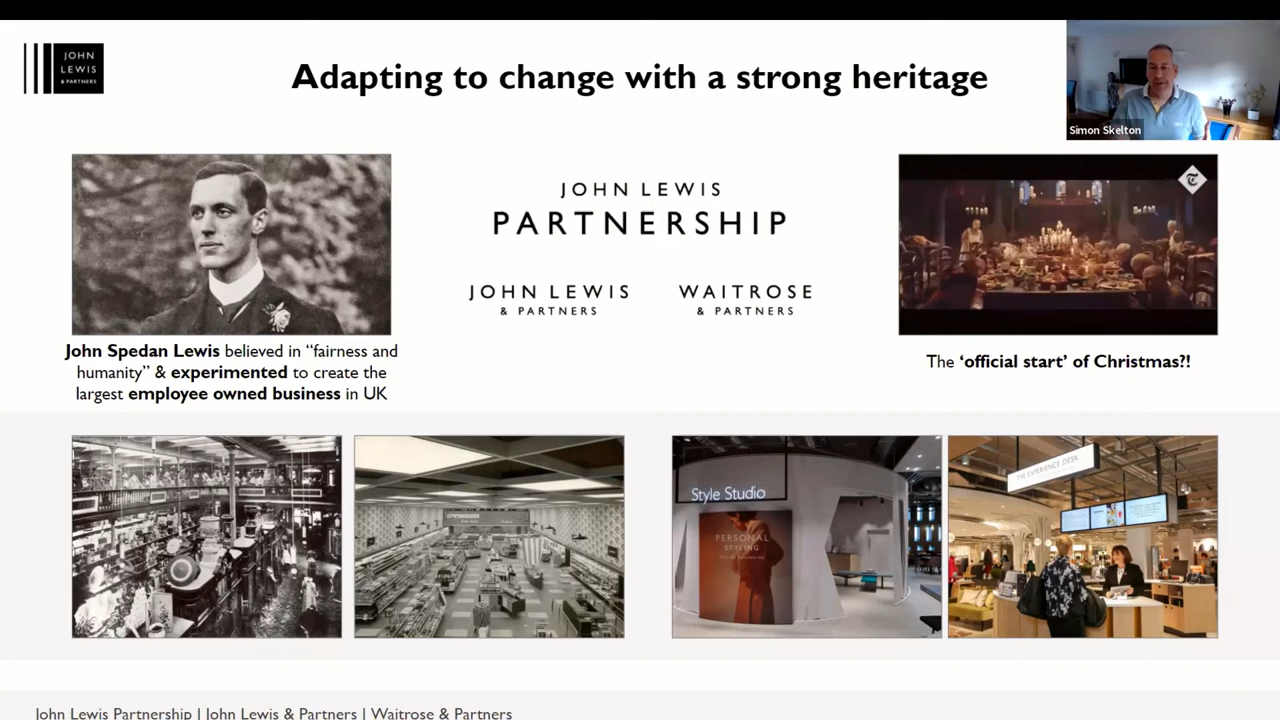 JOHN
LEWIS
& PARTNERS
Adapting to change with a strong heritage
Simon Skelton
JOHN LEWIS
PARTNERSHIP
JOHN LEWIS
& PARTNERS
WAITROSE
& PARTNERS
John Spedan Lewis believed in “fairness and
humanity” & experimented to create the
largest employee owned business in UK
The ‘official start’ of Christmas?!
Style Studio
PERSONAL
STYLING
THE EXPERIENCE DESK
John Lewis Partnership | John Lewis & Partners | Waitrose & Partners